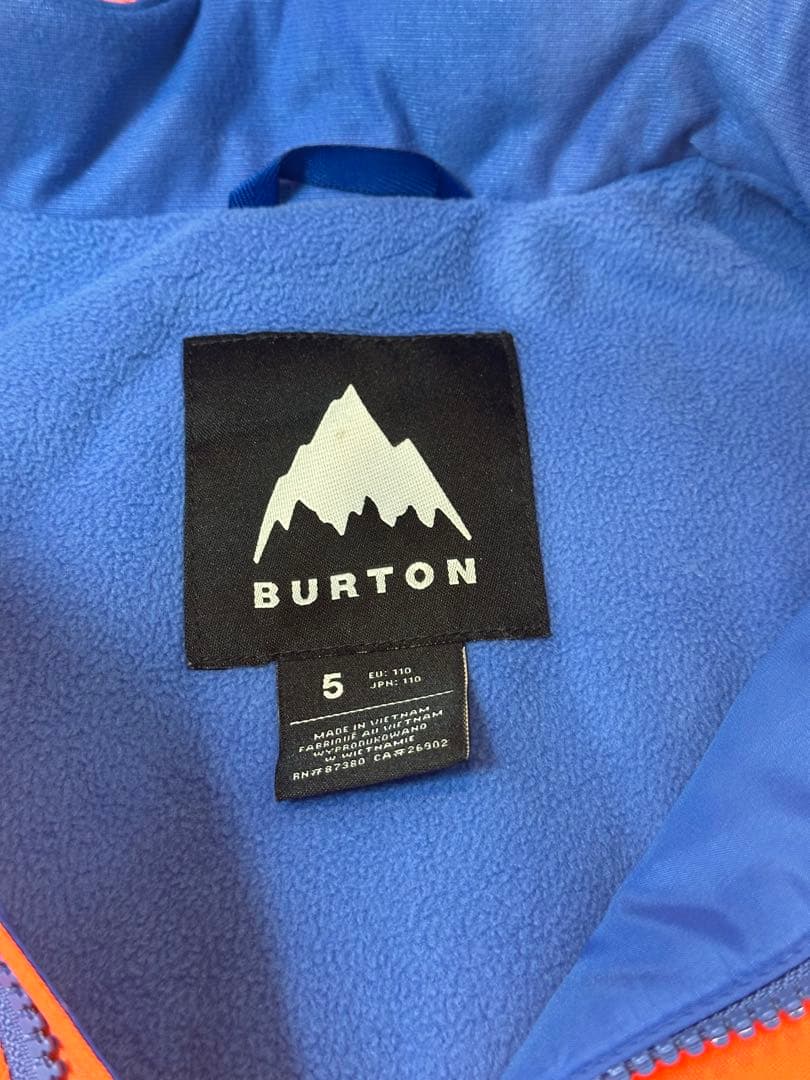 BURTON
5
EU: 110
JPN: 110
MADE IN VIETNAM
FABRIQUÉ AU VIETNAM
WYPRODUKOWANO
W WIETNAMIE
RN#87380 CA#26902